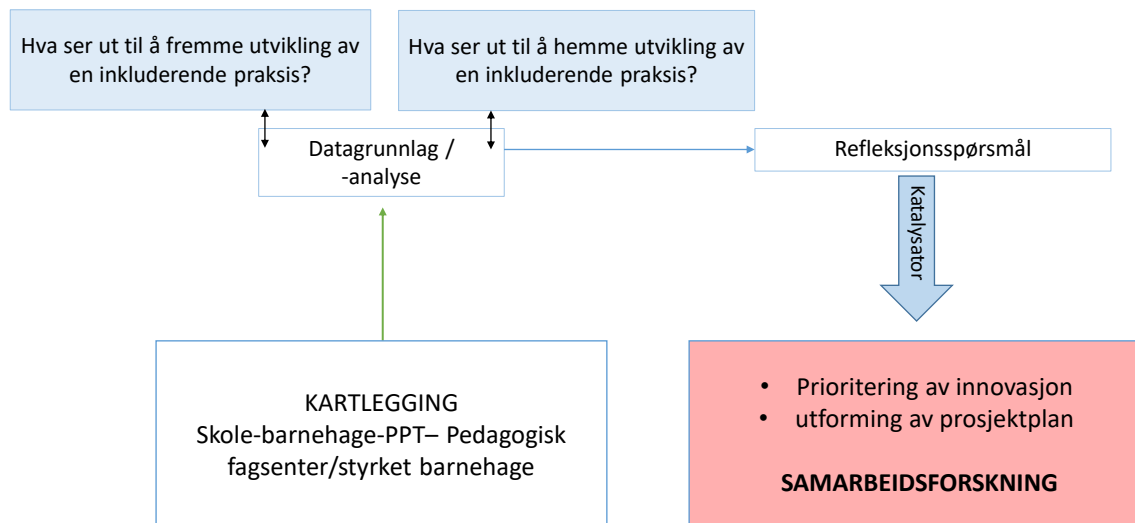 Hva ser ut til å fremme utvikling av
en inkluderende praksis?
Hva ser ut til å hemme utvikling av
en inkluderende praksis?
Datagrunnlag /
-analyse
Refleksjonsspørsmål
Katalysator
KARTLEGGING
Skole-barnehage-PPT– Pedagogisk
fagsenter/styrket barnehage
• Prioritering av innovasjon
• utforming av prosjektplan
SAMARBEIDSFORSKNING